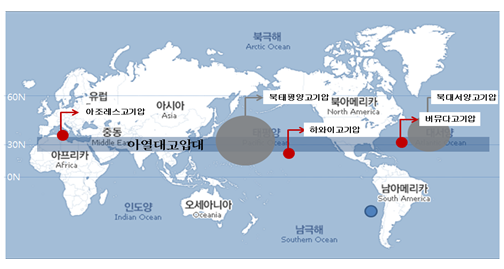 북극해
Arctic Ocean
60N
유럽
북태평양고기압
북대서양고기압
아조레스고기압
아시아
Asia
북아메리카
North America
버뮤다고기압
중동
Middle East
아열대고압대
하와이고기압
30N
아프리카
Africa
0N
남아메리카
South America
인도양
Indian Ocean
오세아니아
Oceania
남극해
Southern Ocean